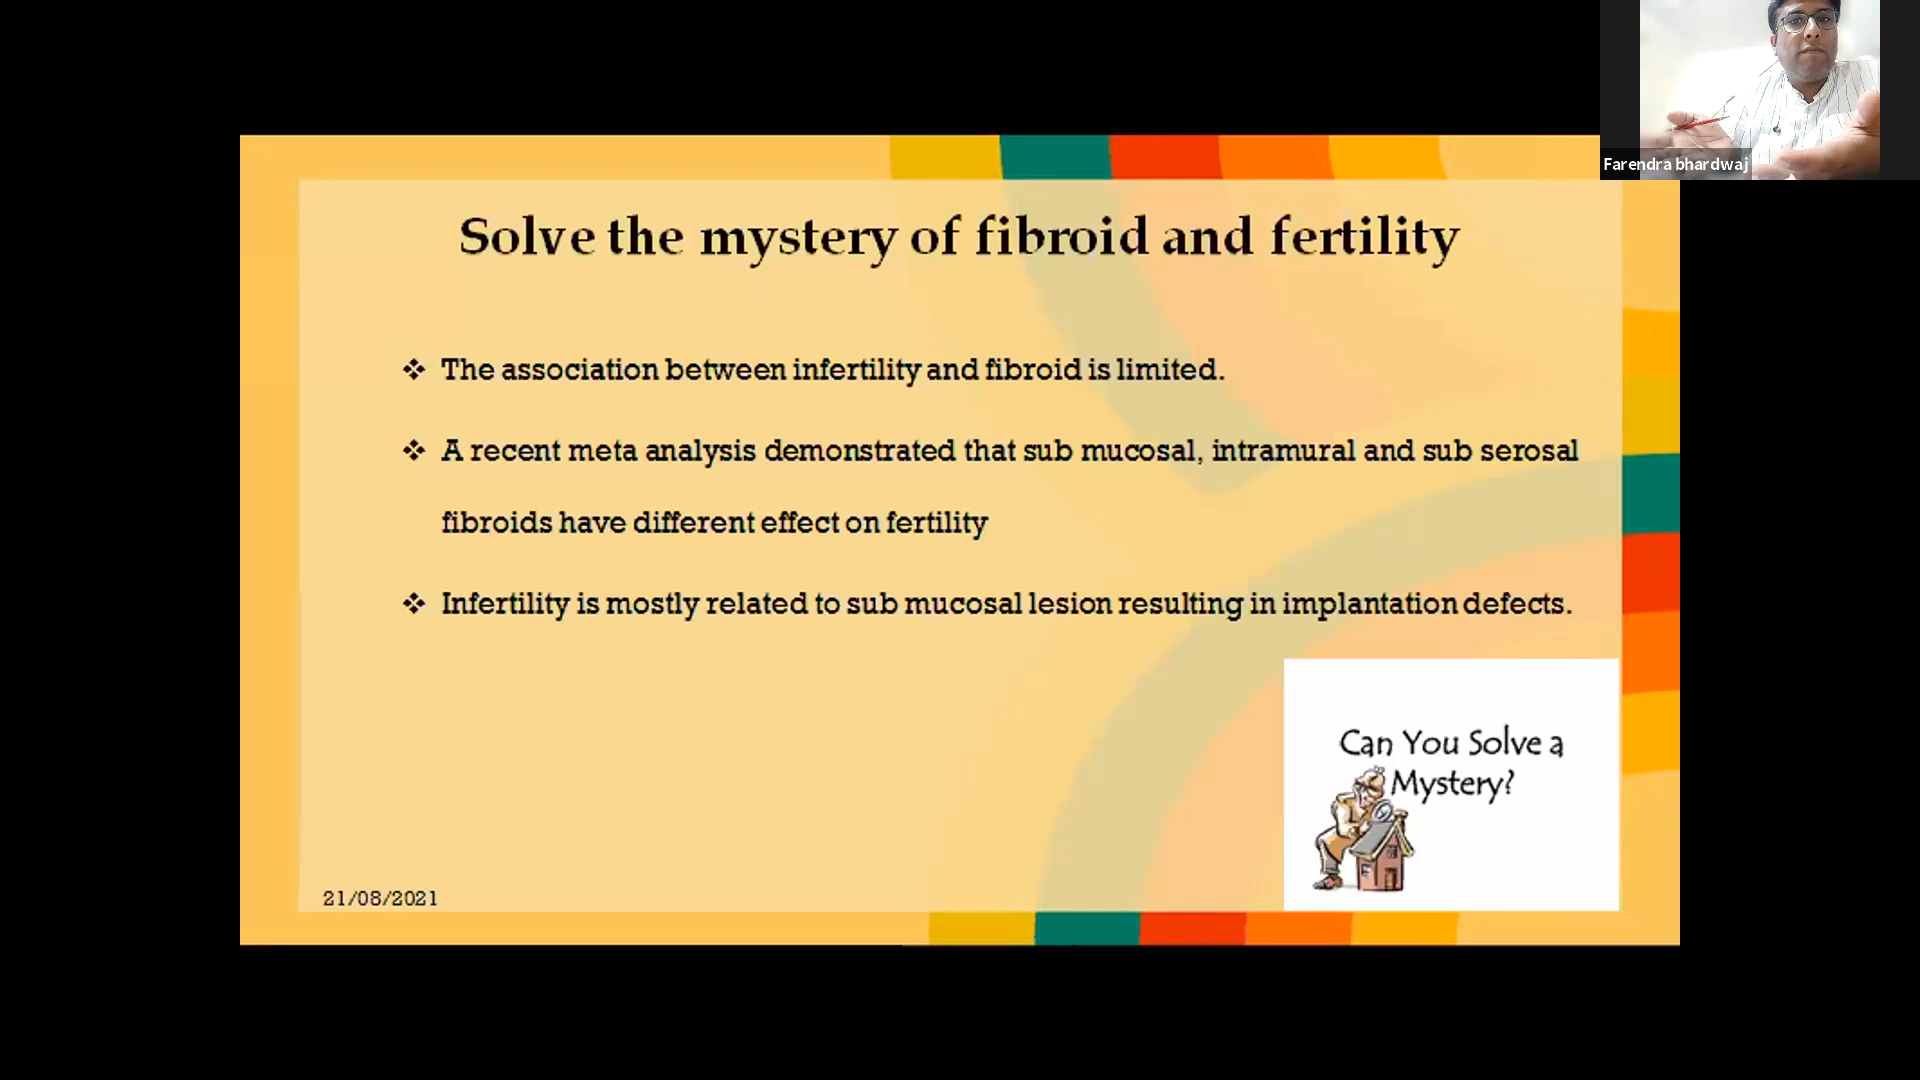 Farendra bhardwaj
Solve the mystery of fibroid and fertility
❖ The association between infertility and fibroid is limited.
❖ A recent meta analysis demonstrated that sub mucosal, intramural and sub serosal
fibroids have different effect on fertility
❖ Infertility is mostly related to sub mucosal lesion resulting in implantation defects.
Can You Solve a
Mystery?
21/08/2021